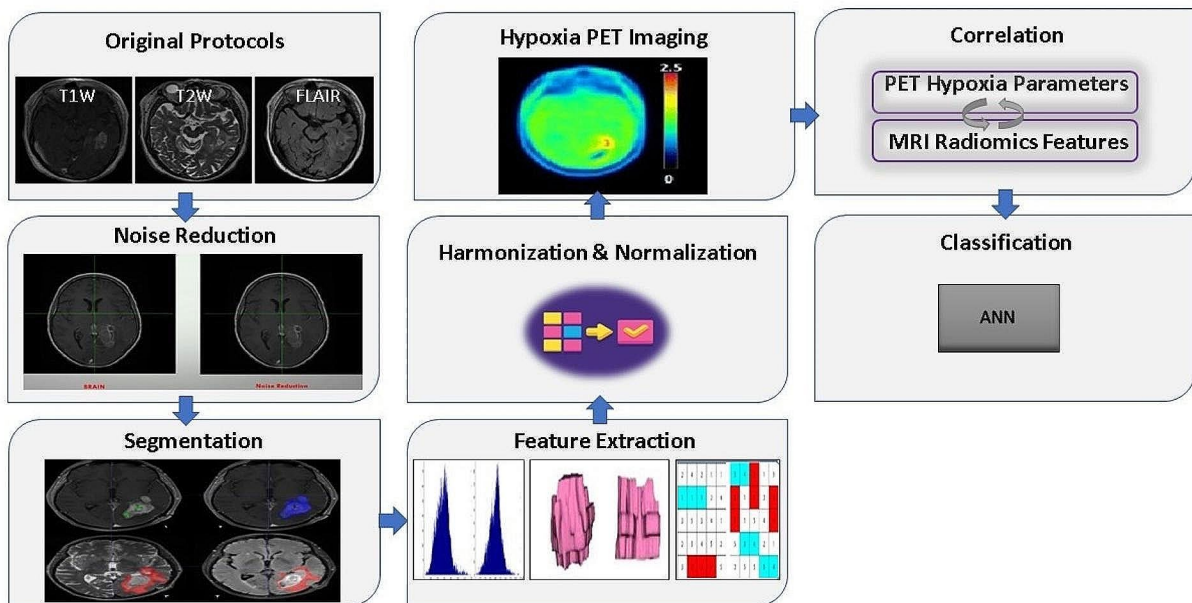 Original Protocols
T1W
T2W
FLAIR
Noise Reduction
BRAIN
Noise Reduction
Segmentation
Feature Extraction
Harmonization & Normalization
Hypoxia PET Imaging
2.5
0
Correlation
PET Hypoxia Parameters
MRI Radiomics Features
Classification
ANN